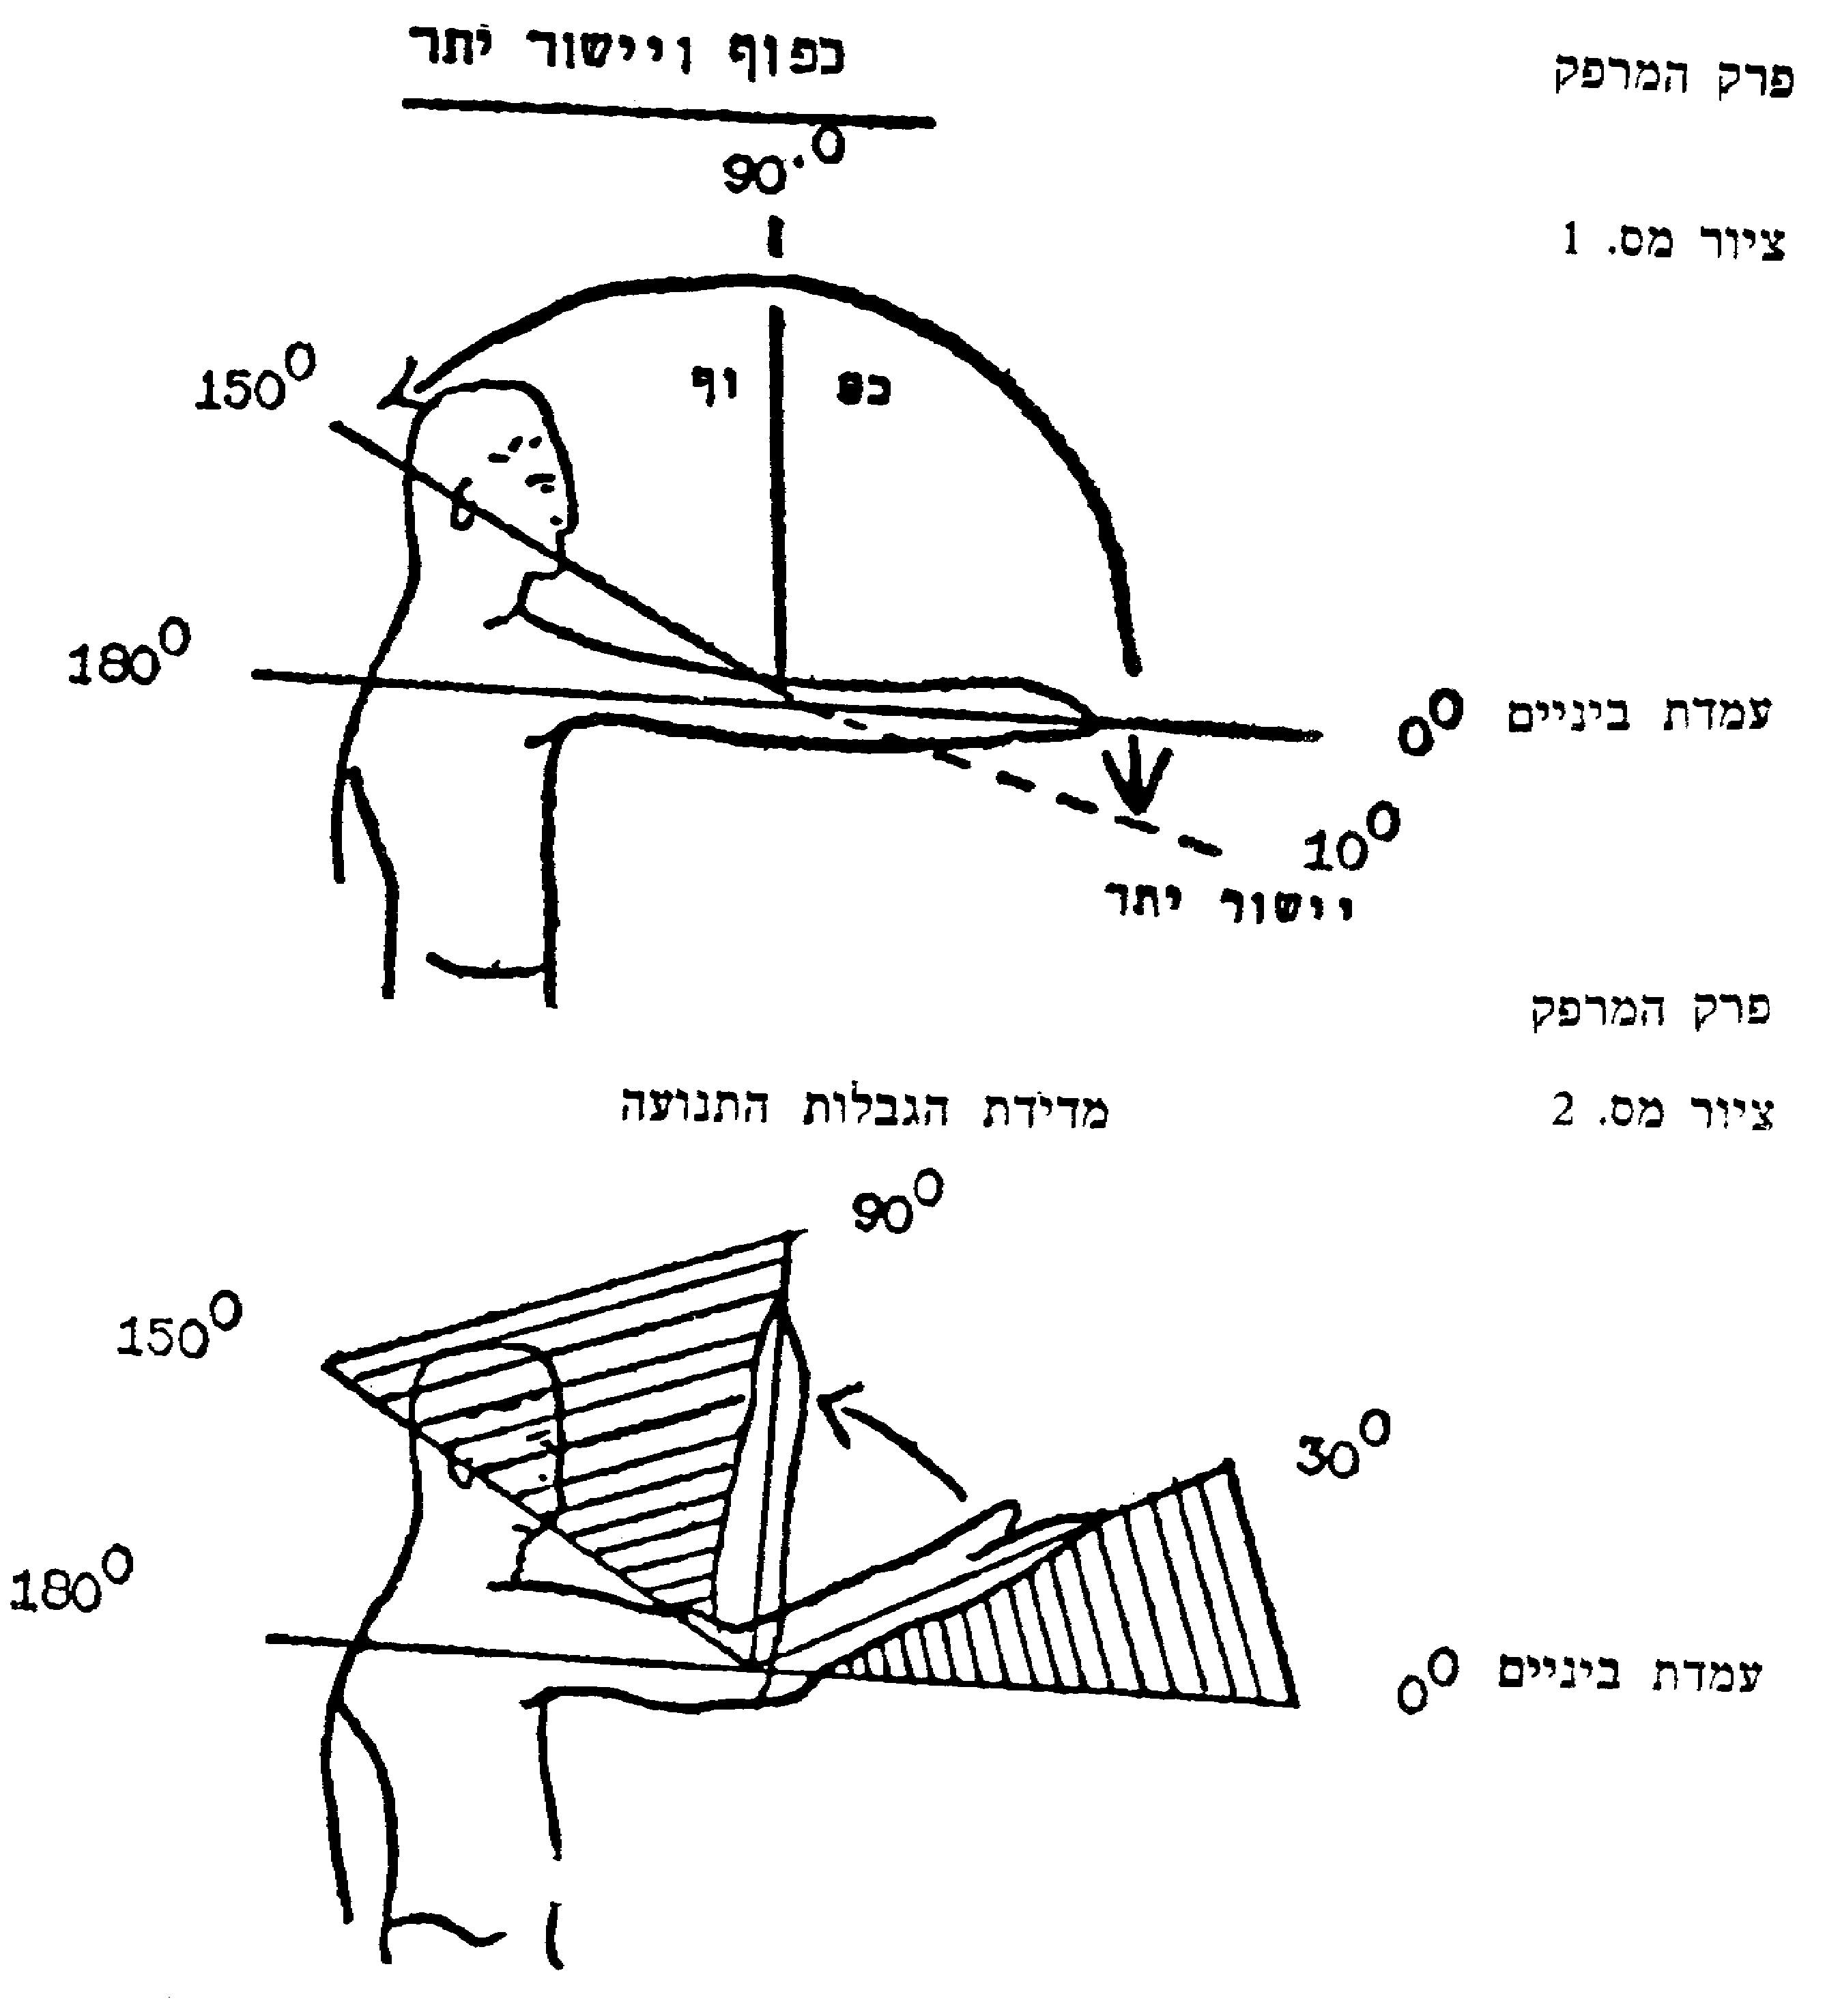 פרק המרפק
כפוף ויישור יתר
ציור מס. 1
90°
כפ וף
150°
180°
עמדת ביניים 0°
10°
יישור יתר
פרק המרפק
ציור מס. 2
מדידת הגבלות התנועה
90°
150°
30°
180°
עמדת ביניים 0°